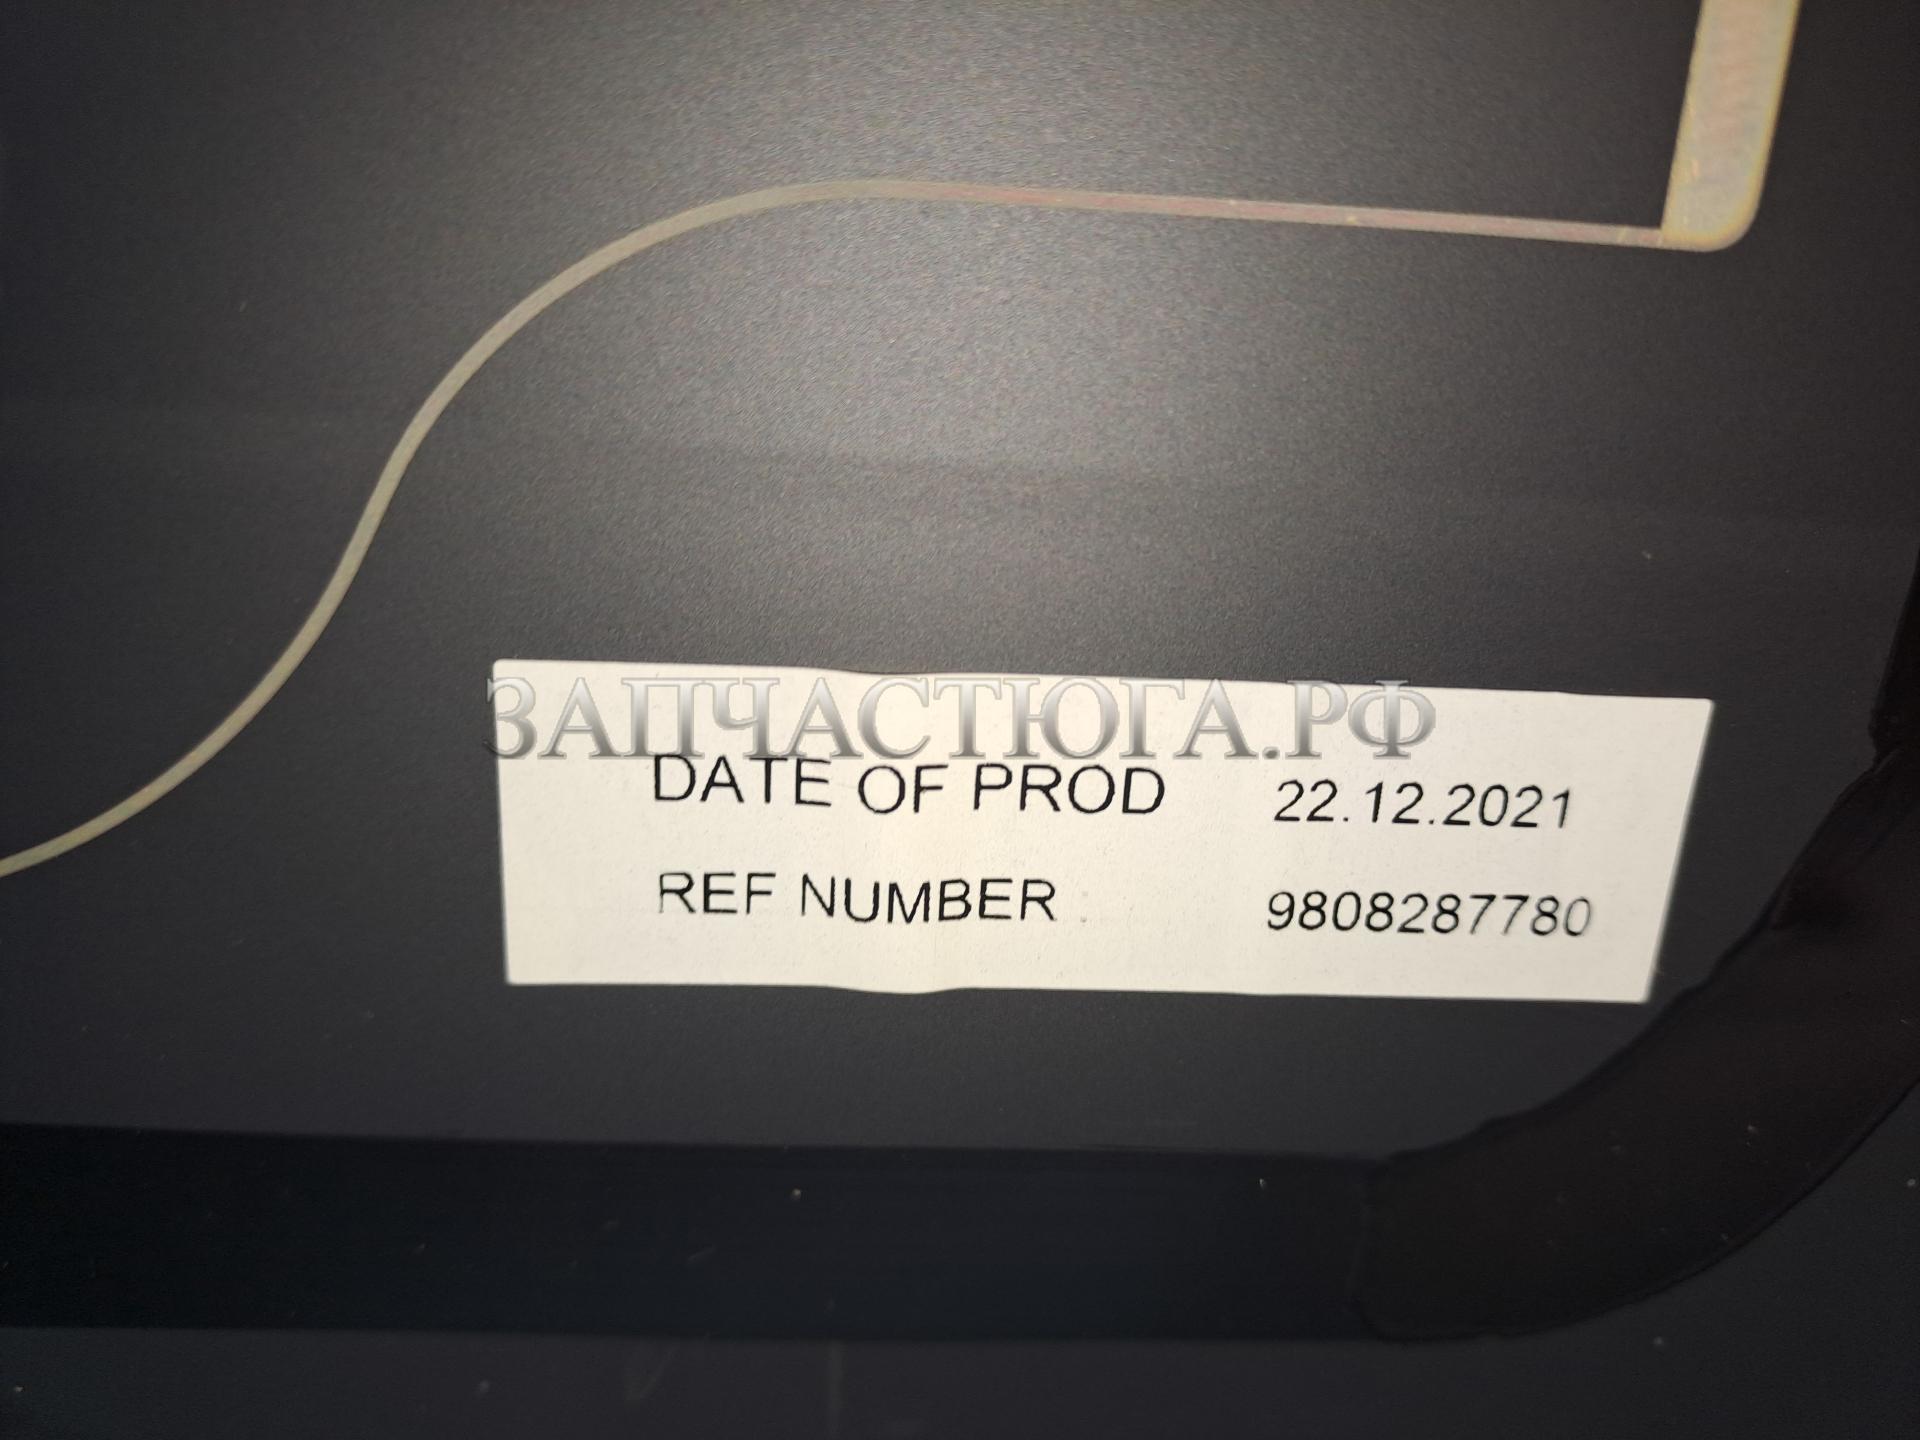 ЗАПЧАСТЮГА.РФ
DATE OF PROD 22.12.2021
REF NUMBER 9808287780